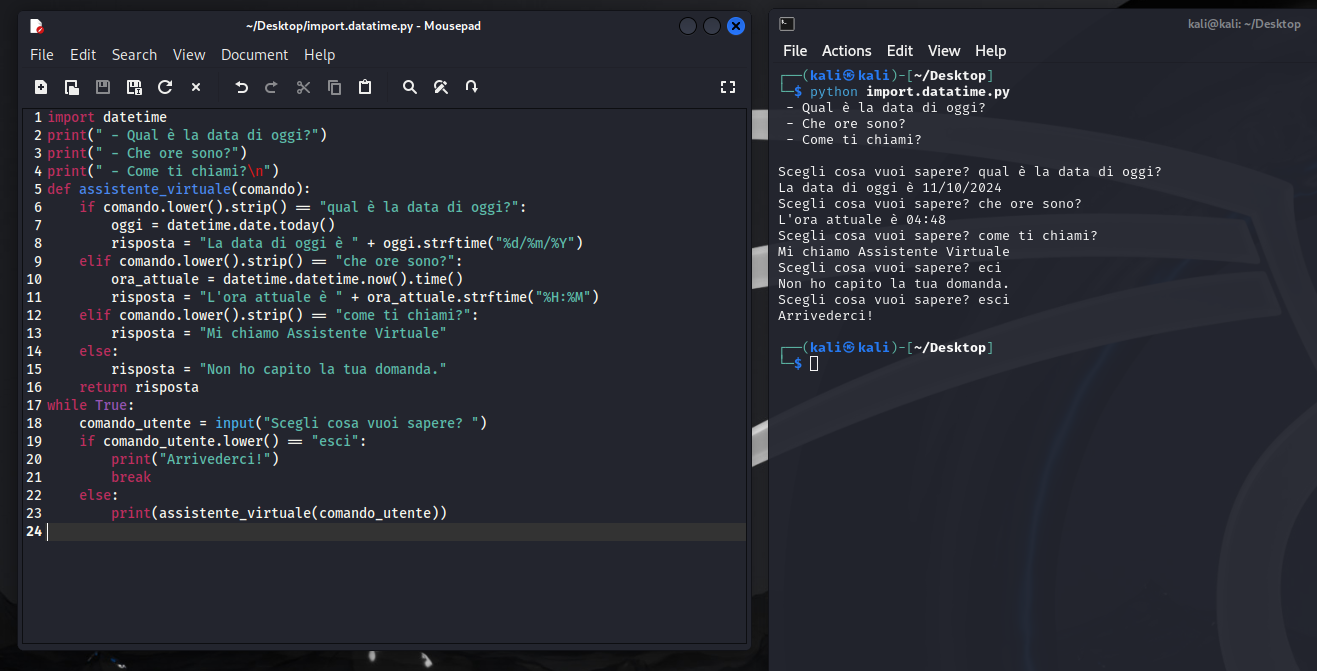 ~/Desktop/import.datatime.py - Mousepad
File Edit Search View Document Help
1 import datetime
2 print(" - Qual è la data di oggi?")
3 print(" - Che ore sono?")
4 print(" - Come ti chiami?\n")
5 def assistente_virtuale(comando):
6     if comando.lower().strip() == "qual è la data di oggi?":
7         oggi = datetime.date.today()
8         risposta = "La data di oggi è " + oggi.strftime("%d/%m/%Y")
9     elif comando.lower().strip() == "che ore sono?":
10         ora_attuale = datetime.datetime.now().time()
11         risposta = "L'ora attuale è " + ora_attuale.strftime("%H:%M")
12     elif comando.lower().strip() == "come ti chiami?":
13         risposta = "Mi chiamo Assistente Virtuale"
14     else:
15         risposta = "Non ho capito la tua domanda."
16     return risposta
17 while True:
18     comando_utente = input("Scegli cosa vuoi sapere? ")
19     if comando_utente.lower() == "esci":
20         print("Arrivederci!")
21         break
22     else:
23         print(assistente_virtuale(comando_utente))
24
kali@kali: ~/Desktop
File Actions Edit View Help
┌──(kali㉿kali)-[~/Desktop]
└─$ python import.datatime.py
 - Qual è la data di oggi?
 - Che ore sono?
 - Come ti chiami?

Scegli cosa vuoi sapere? qual è la data di oggi?
La data di oggi è 11/10/2024
Scegli cosa vuoi sapere? che ore sono?
L'ora attuale è 04:48
Scegli cosa vuoi sapere? come ti chiami?
Mi chiamo Assistente Virtuale
Scegli cosa vuoi sapere? eci
Non ho capito la tua domanda.
Scegli cosa vuoi sapere? esci
Arrivederci!

┌──(kali㉿kali)-[~/Desktop]
└─$